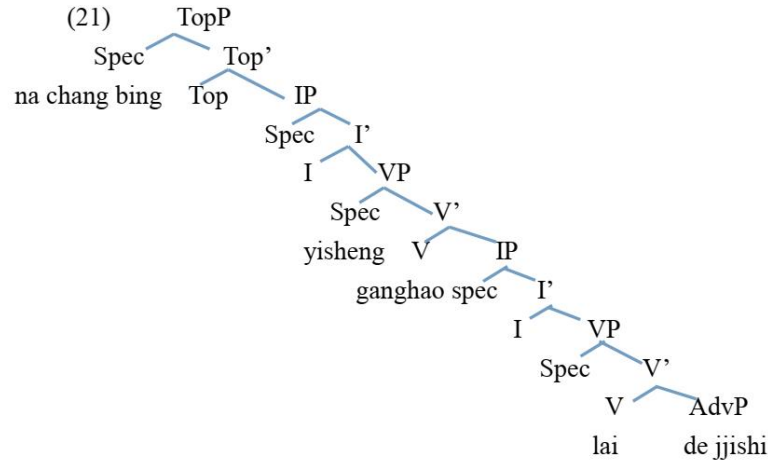 (21) TopP
Spec Top’
na chang bing Top IP
Spec I’
I VP
Spec V’
yisheng V IP
ganghao spec I’
I VP
Spec V’
V AdvP
lai de jjishi